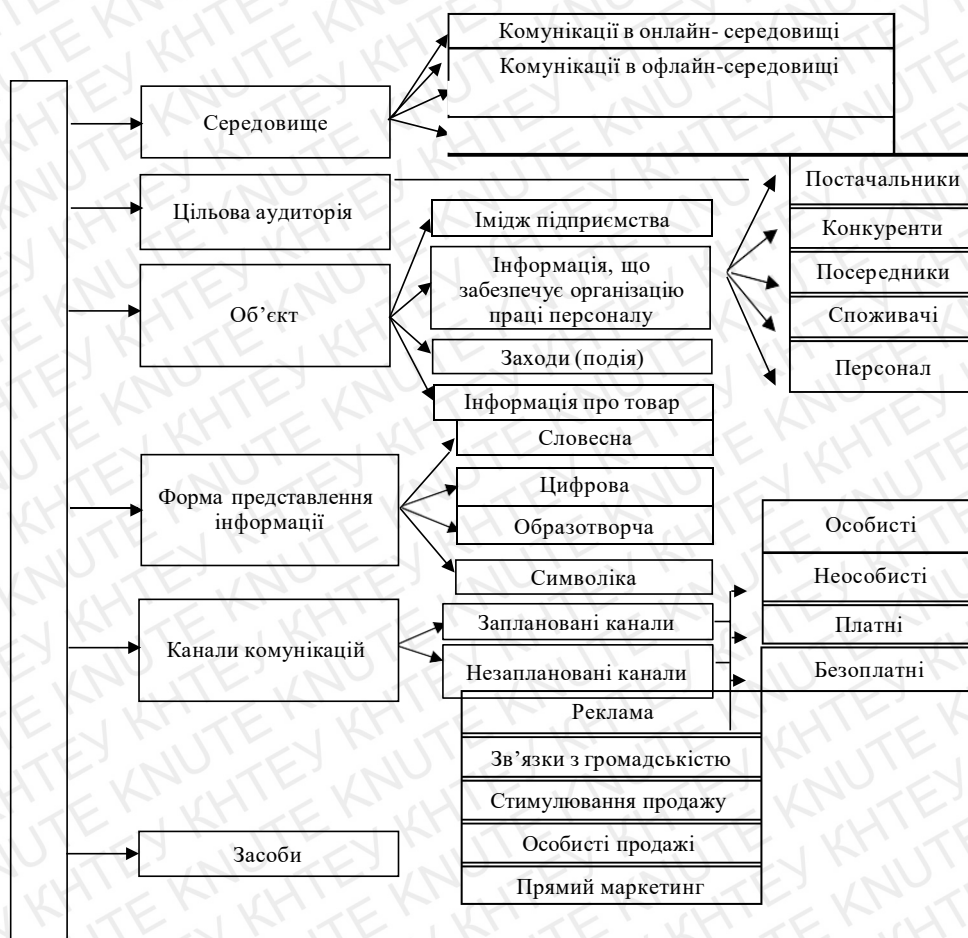 Комунікації в онлайн- середовищі
Комунікації в офлайн-середовищі
Середовище
Цільова аудиторія
Постачальники
Конкуренти
Посередники
Споживачі
Персонал
Об’єкт
Імідж підприємства
Інформація, що
забезпечує організацію
праці персоналу
Заходи (подія)
Інформація про товар
Форма представлення
інформації
Словесна
Цифрова
Образотворча
Символіка
Канали комунікацій
Заплановані канали
Незаплановані канали
Особисті
Неособисті
Платні
Безоплатні
Засоби
Реклама
Зв’язки з громадськістю
Стимулювання продажу
Особисті продажі
Прямий маркетинг
KHTEY KNUTE